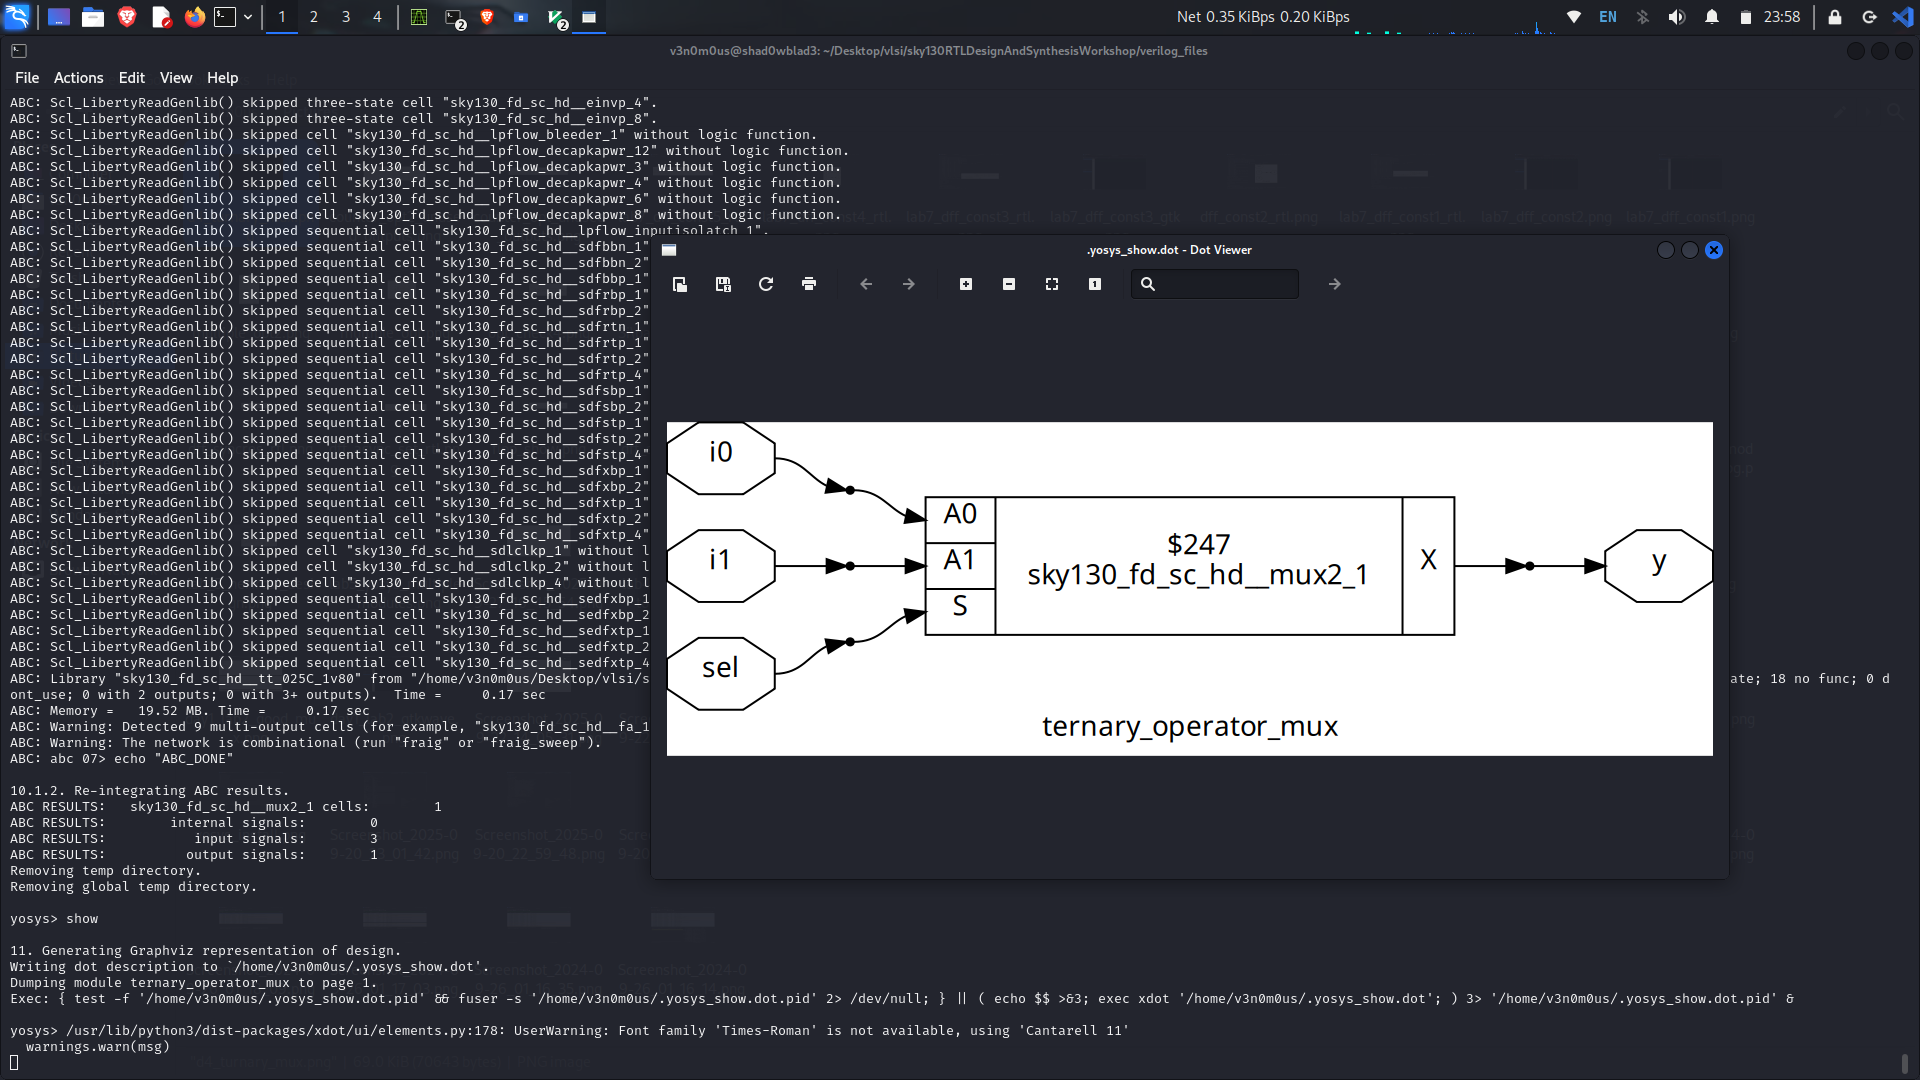 1 2 3 4 2 2 Net 0.35 KiBps 0.20 KiBps EN 23:58
v3n0m0us@shad0wblad3: ~/Desktop/vlsi/sky130RTLDesignAndSynthesisWorkshop/verilog_files
File Actions Edit View Help
ABC: Scl_LibertyReadGenlib() skipped three-state cell "sky130_fd_sc_hd__einvp_4".
ABC: Scl_LibertyReadGenlib() skipped three-state cell "sky130_fd_sc_hd__einvp_8".
ABC: Scl_LibertyReadGenlib() skipped cell "sky130_fd_sc_hd__lpflow_bleeder_1" without logic function.
ABC: Scl_LibertyReadGenlib() skipped cell "sky130_fd_sc_hd__lpflow_decapkapwr_12" without logic function.
ABC: Scl_LibertyReadGenlib() skipped cell "sky130_fd_sc_hd__lpflow_decapkapwr_3" without logic function.
ABC: Scl_LibertyReadGenlib() skipped cell "sky130_fd_sc_hd__lpflow_decapkapwr_4" without logic function.
ABC: Scl_LibertyReadGenlib() skipped cell "sky130_fd_sc_hd__lpflow_decapkapwr_6" without logic function.
ABC: Scl_LibertyReadGenlib() skipped cell "sky130_fd_sc_hd__lpflow_decapkapwr_8" without logic function.
ABC: Scl_LibertyReadGenlib() skipped sequential cell "sky130_fd_sc_hd__lpflow_inputisolatch_1".
ABC: Scl_LibertyReadGenlib() skipped sequential cell "sky130_fd_sc_hd__sdfbbn_1"
ABC: Scl_LibertyReadGenlib() skipped sequential cell "sky130_fd_sc_hd__sdfbbn_2"
ABC: Scl_LibertyReadGenlib() skipped sequential cell "sky130_fd_sc_hd__sdfbbp_1"
ABC: Scl_LibertyReadGenlib() skipped sequential cell "sky130_fd_sc_hd__sdfrbp_1"
ABC: Scl_LibertyReadGenlib() skipped sequential cell "sky130_fd_sc_hd__sdfrbp_2"
ABC: Scl_LibertyReadGenlib() skipped sequential cell "sky130_fd_sc_hd__sdfrtn_1"
ABC: Scl_LibertyReadGenlib() skipped sequential cell "sky130_fd_sc_hd__sdfrtp_1"
ABC: Scl_LibertyReadGenlib() skipped sequential cell "sky130_fd_sc_hd__sdfrtp_2"
ABC: Scl_LibertyReadGenlib() skipped sequential cell "sky130_fd_sc_hd__sdfrtp_4"
ABC: Scl_LibertyReadGenlib() skipped sequential cell "sky130_fd_sc_hd__sdfsbp_1"
ABC: Scl_LibertyReadGenlib() skipped sequential cell "sky130_fd_sc_hd__sdfsbp_2"
ABC: Scl_LibertyReadGenlib() skipped sequential cell "sky130_fd_sc_hd__sdfstp_1"
ABC: Scl_LibertyReadGenlib() skipped sequential cell "sky130_fd_sc_hd__sdfstp_2"
ABC: Scl_LibertyReadGenlib() skipped sequential cell "sky130_fd_sc_hd__sdfstp_4"
ABC: Scl_LibertyReadGenlib() skipped sequential cell "sky130_fd_sc_hd__sdfxbp_1"
ABC: Scl_LibertyReadGenlib() skipped sequential cell "sky130_fd_sc_hd__sdfxbp_2"
ABC: Scl_LibertyReadGenlib() skipped sequential cell "sky130_fd_sc_hd__sdfxtp_1"
ABC: Scl_LibertyReadGenlib() skipped sequential cell "sky130_fd_sc_hd__sdfxtp_2"
ABC: Scl_LibertyReadGenlib() skipped sequential cell "sky130_fd_sc_hd__sdfxtp_4"
ABC: Scl_LibertyReadGenlib() skipped cell "sky130_fd_sc_hd__sdlclkp_1" without l
ABC: Scl_LibertyReadGenlib() skipped cell "sky130_fd_sc_hd__sdlclkp_2" without l
ABC: Scl_LibertyReadGenlib() skipped cell "sky130_fd_sc_hd__sdlclkp_4" without l
ABC: Scl_LibertyReadGenlib() skipped sequential cell "sky130_fd_sc_hd__sedfxbp_1
ABC: Scl_LibertyReadGenlib() skipped sequential cell "sky130_fd_sc_hd__sedfxbp_2
ABC: Scl_LibertyReadGenlib() skipped sequential cell "sky130_fd_sc_hd__sedfxtp_1
ABC: Scl_LibertyReadGenlib() skipped sequential cell "sky130_fd_sc_hd__sedfxtp_2
ABC: Scl_LibertyReadGenlib() skipped sequential cell "sky130_fd_sc_hd__sedfxtp_4
ABC: Library "sky130_fd_sc_hd__tt_025C_1v80" from "/home/v3n0m0us/Desktop/vlsi/s ate; 18 no func; 0 d
ont_use; 0 with 2 outputs; 0 with 3+ outputs). Time = 0.17 sec
ABC: Memory = 19.52 MB. Time = 0.17 sec
ABC: Warning: Detected 9 multi-output cells (for example, "sky130_fd_sc_hd__fa_1
ABC: Warning: The network is combinational (run "fraig" or "fraig_sweep").
ABC: abc 07> echo "ABC_DONE"
10.1.2. Re-integrating ABC results.
ABC RESULTS: sky130_fd_sc_hd__mux2_1 cells: 1
ABC RESULTS: internal signals: 0
ABC RESULTS: input signals: 3
ABC RESULTS: output signals: 1
Removing temp directory.
Removing global temp directory.
yosys> show
11. Generating Graphviz representation of design.
Writing dot description to `/home/v3n0m0us/.yosys_show.dot'.
Dumping module ternary_operator_mux to page 1.
Exec: { test -f '/home/v3n0m0us/.yosys_show.dot.pid' && fuser -s '/home/v3n0m0us/.yosys_show.dot.pid' 2> /dev/null; } || ( echo $$ >&3; exec xdot '/home/v3n0m0us/.yosys_show.dot'; ) 3> '/home/v3n0m0us/.yosys_show.dot.pid' &
yosys> /usr/lib/python3/dist-packages/xdot/ui/elements.py:178: UserWarning: Font family 'Times-Roman' is not available, using 'Cantarell 11'
warnings.warn(msg)
.yosys_show.dot - Dot Viewer
i0
i1
sel
A0
A1
S
$247
sky130_fd_sc_hd__mux2_1
X
y
ternary_operator_mux